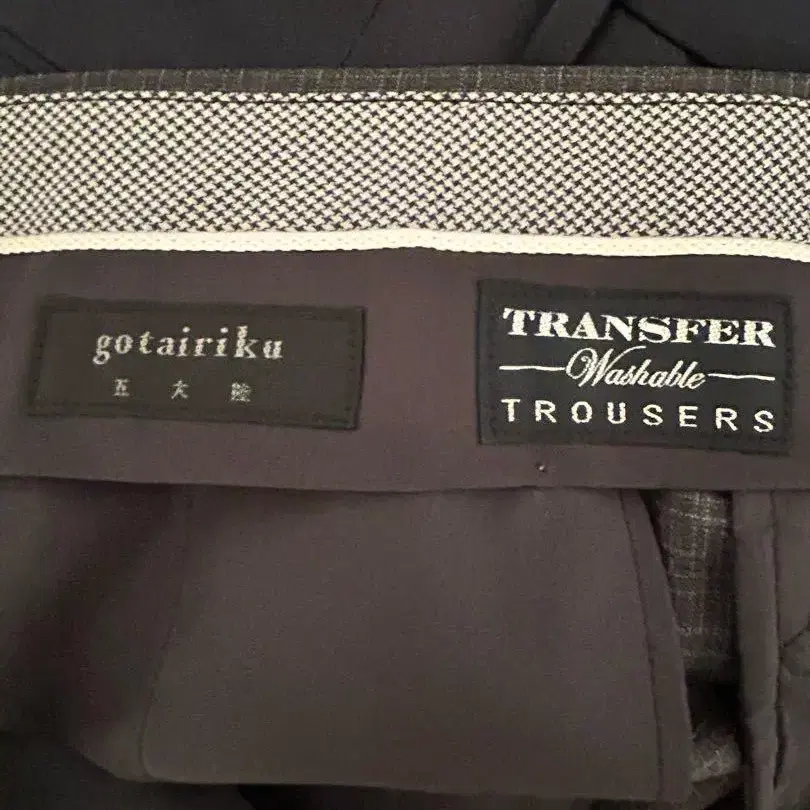 gotairiku
五大陸
TRANSFER
Washable
TROUSERS